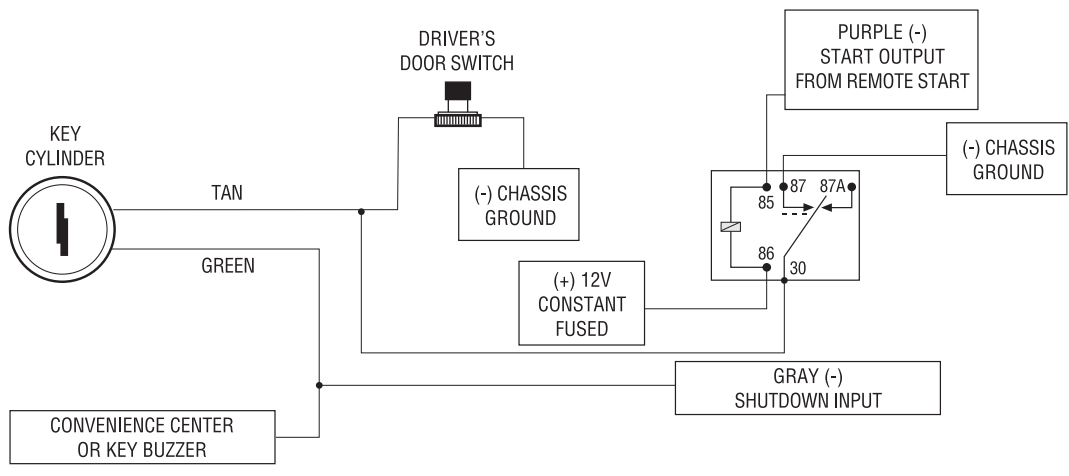 PURPLE (-)
START OUTPUT
FROM REMOTE START
DRIVER'S
DOOR SWITCH
KEY
CYLINDER
(-) CHASSIS
GROUND
TAN
(-) CHASSIS
GROUND
87
87A
85
GREEN
86
30
(+) 12V
CONSTANT
FUSED
GRAY (-)
SHUTDOWN INPUT
CONVENIENCE CENTER
OR KEY BUZZER